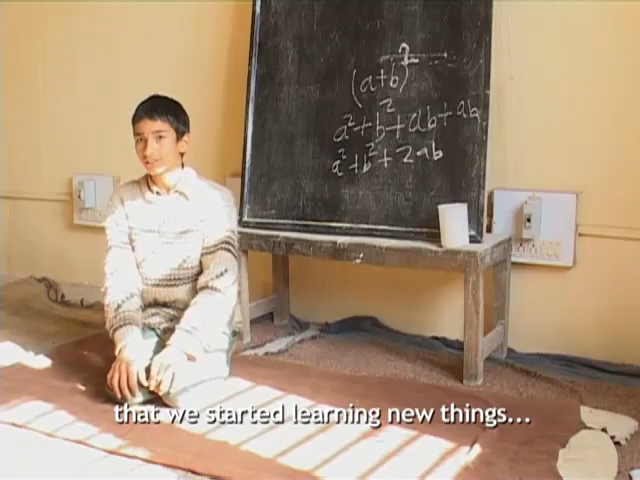 (a+b)²
a²+b²+ab+ab
a²+b²+2ab
that we started learning new things...